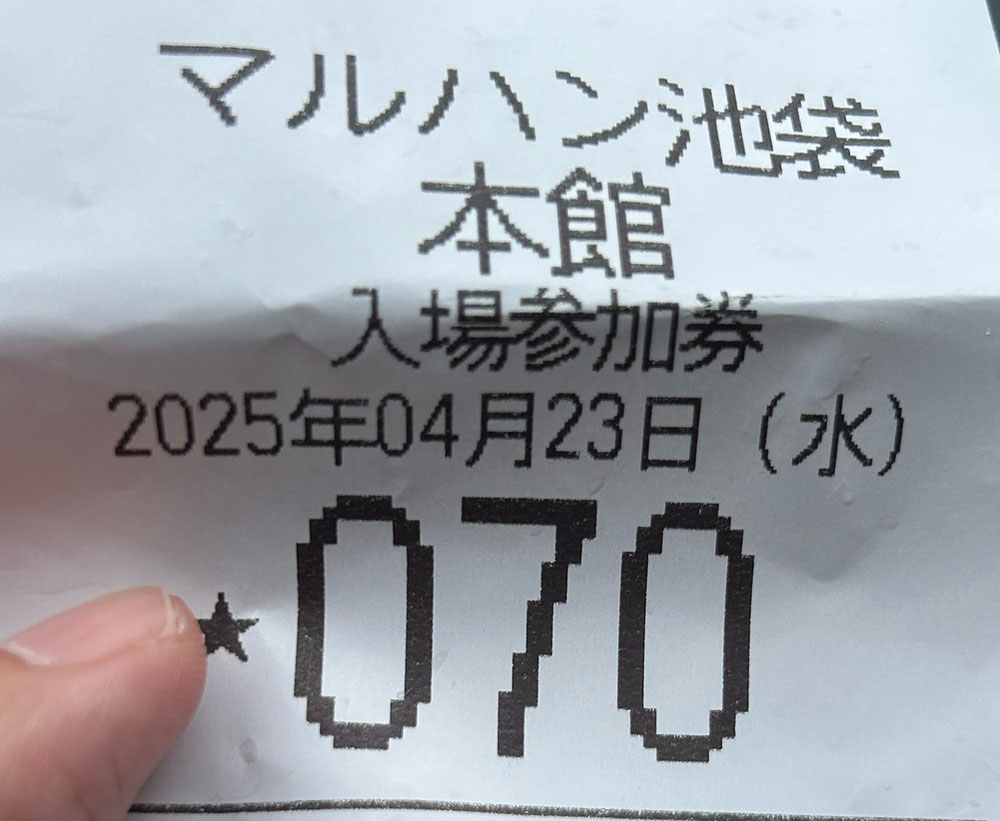 マルハン池袋
本館
入場参加券
2025年04月23日（水）
★070